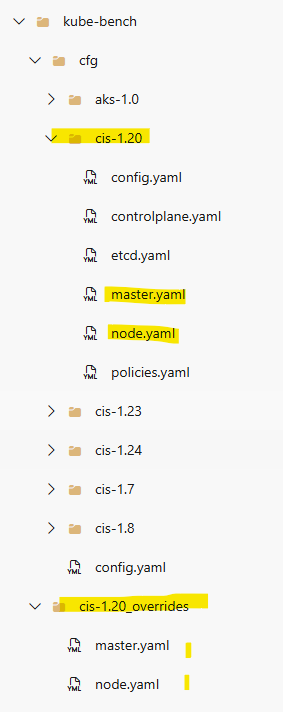 kube-bench
cfg
aks-1.0
cis-1.20
YML config.yaml
YML controlplane.yaml
YML etcd.yaml
YML master.yaml
YML node.yaml
YML policies.yaml
cis-1.23
cis-1.24
cis-1.7
cis-1.8
YML config.yaml
cis-1.20_overrides
YML master.yaml
YML node.yaml